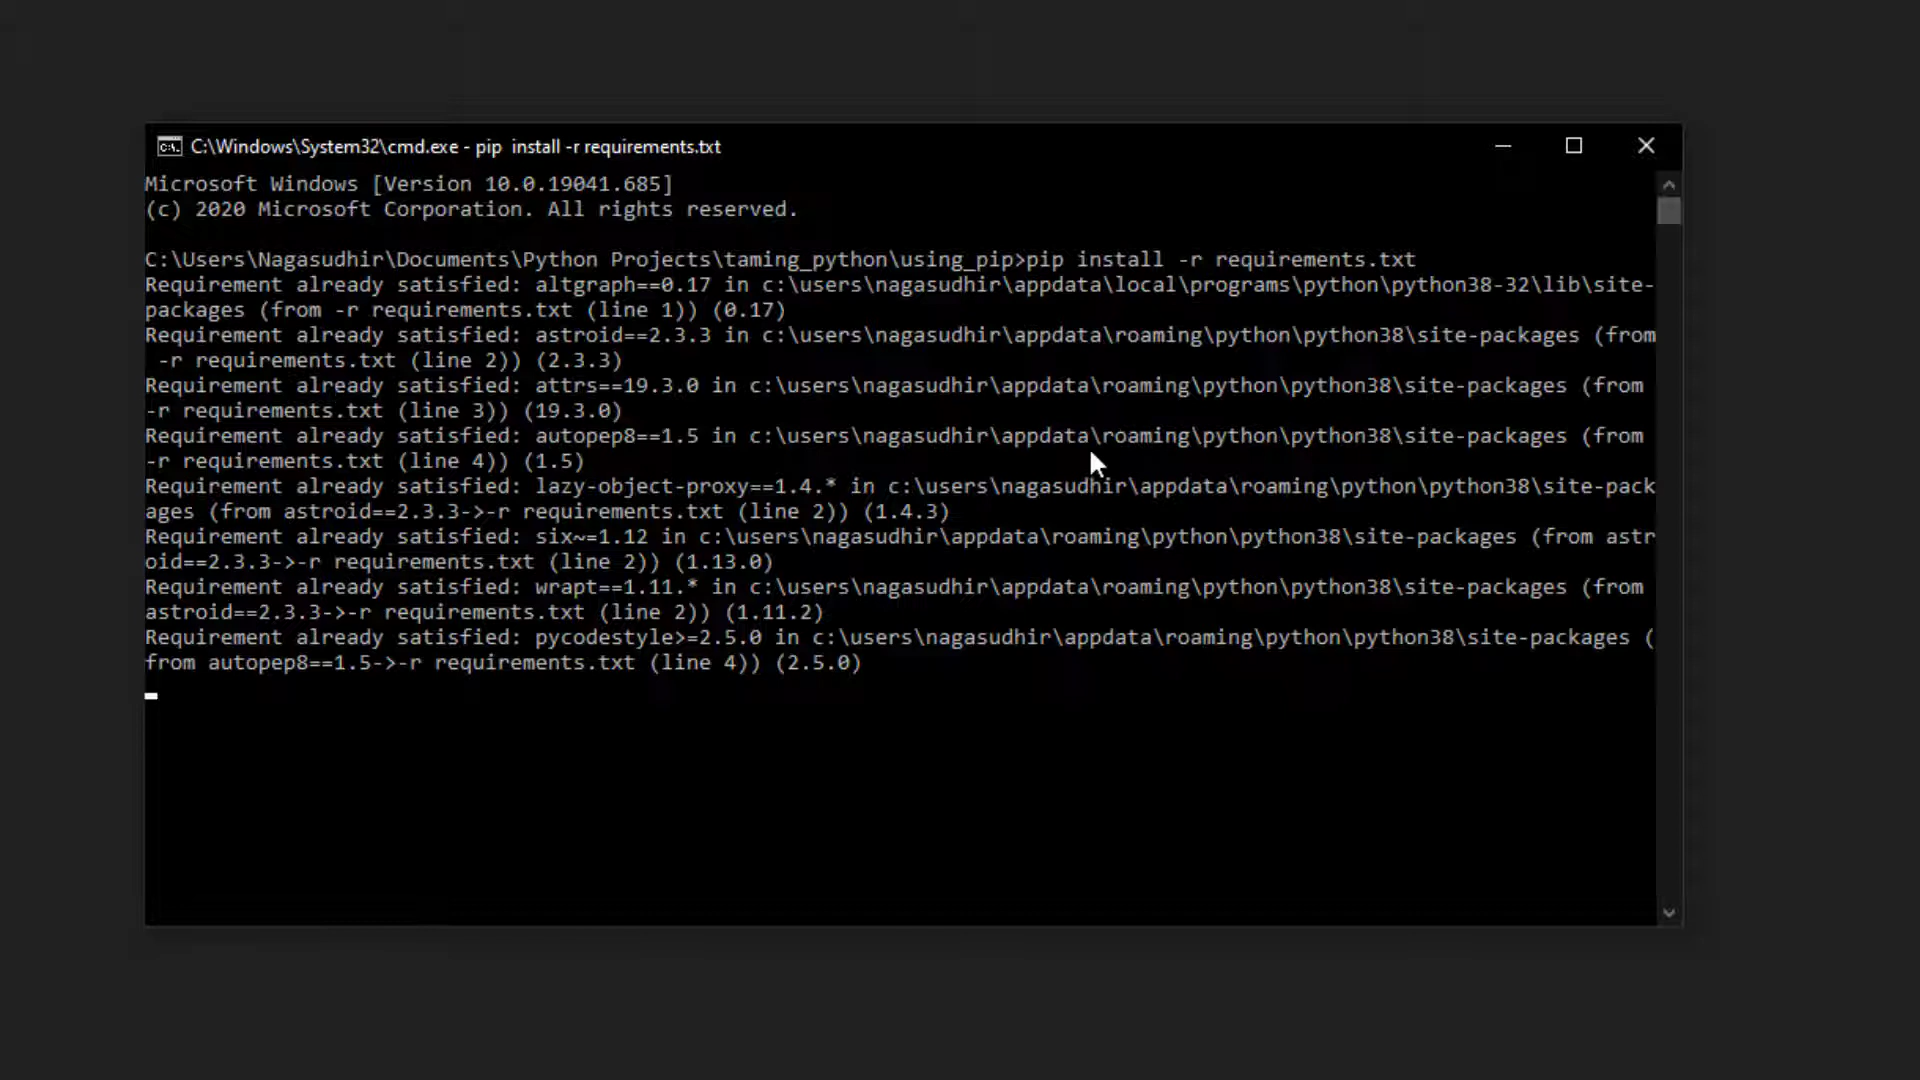 C:\Windows\System32\cmd.exe - pip  install -r requirements.txt
Microsoft Windows [Version 10.0.19041.685]
(c) 2020 Microsoft Corporation. All rights reserved.
C:\Users\Nagasudhir\Documents\Python Projects\taming_python\using_pip>pip install -r requirements.txt
Requirement already satisfied: altgraph==0.17 in c:\users\nagasudhir\appdata\local\programs\python\python38-32\lib\site-
packages (from -r requirements.txt (line 1)) (0.17)
Requirement already satisfied: astroid==2.3.3 in c:\users\nagasudhir\appdata\roaming\python\python38\site-packages (from
 -r requirements.txt (line 2)) (2.3.3)
Requirement already satisfied: attrs==19.3.0 in c:\users\nagasudhir\appdata\roaming\python\python38\site-packages (from
-r requirements.txt (line 3)) (19.3.0)
Requirement already satisfied: autopep8==1.5 in c:\users\nagasudhir\appdata\roaming\python\python38\site-packages (from
-r requirements.txt (line 4)) (1.5)
Requirement already satisfied: lazy-object-proxy==1.4.* in c:\users\nagasudhir\appdata\roaming\python\python38\site-pack
ages (from astroid==2.3.3->-r requirements.txt (line 2)) (1.4.3)
Requirement already satisfied: six~=1.12 in c:\users\nagasudhir\appdata\roaming\python\python38\site-packages (from astr
oid==2.3.3->-r requirements.txt (line 2)) (1.13.0)
Requirement already satisfied: wrapt==1.11.* in c:\users\nagasudhir\appdata\roaming\python\python38\site-packages (from
astroid==2.3.3->-r requirements.txt (line 2)) (1.11.2)
Requirement already satisfied: pycodestyle>=2.5.0 in c:\users\nagasudhir\appdata\roaming\python\python38\site-packages (
from autopep8==1.5->-r requirements.txt (line 4)) (2.5.0)